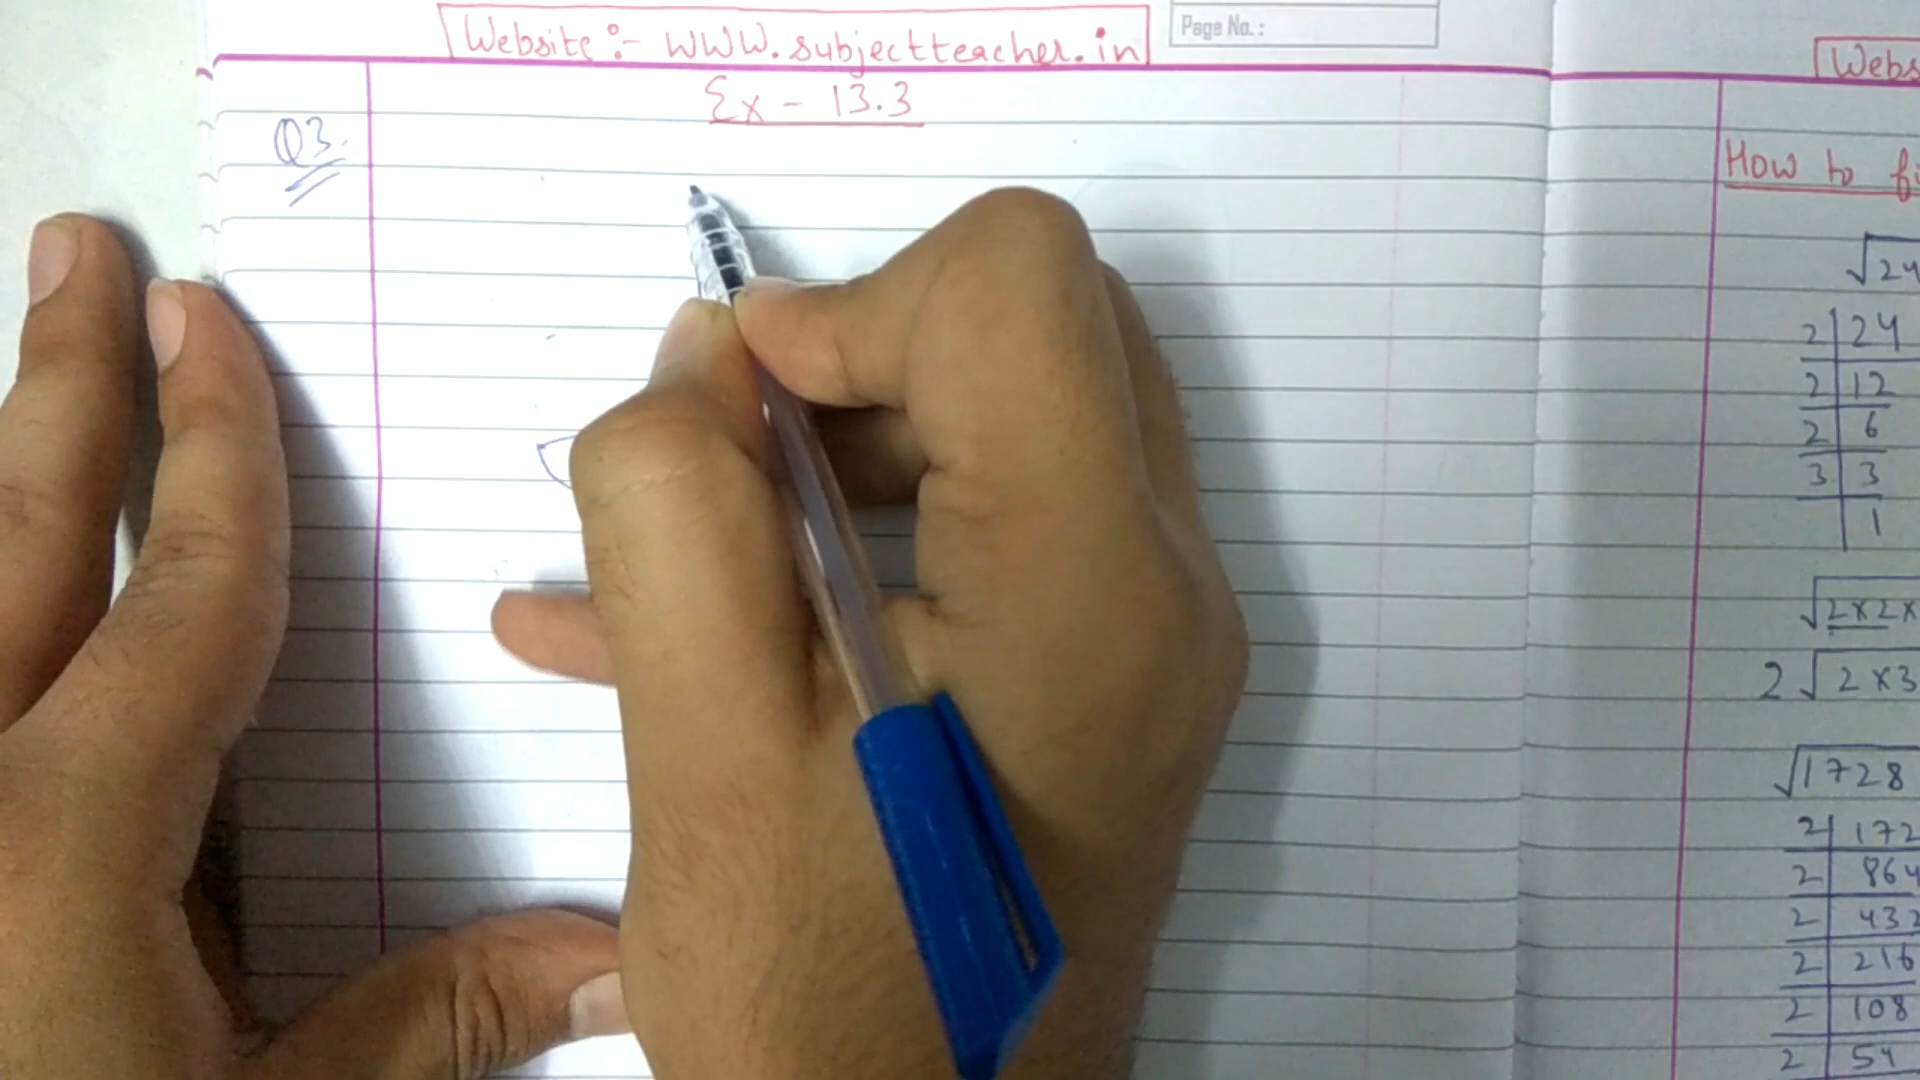 Website :- www.subjectteacher.in
Page No.:
Ex - 13.3
Q3.
Webs
How to fi
√24
2 | 24
2 | 12
2 | 6
3 | 3
1
√2×2×
2√2×3
√1728
2 | 172
2 | 864
2 | 432
2 | 216
2 | 108
2 | 54